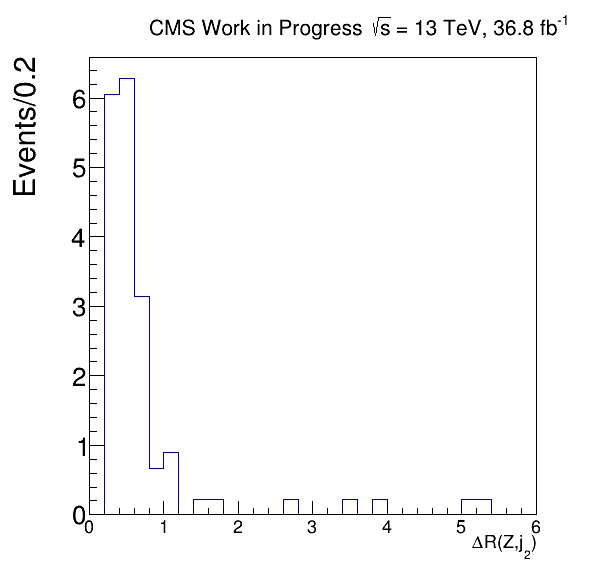 CMS Work in Progress √s = 13 TeV, 36.8 fb⁻¹
Events/0.2
6
5
4
3
2
1
0
0 1 2 3 4 5 6
ΔR(Z,j₂)